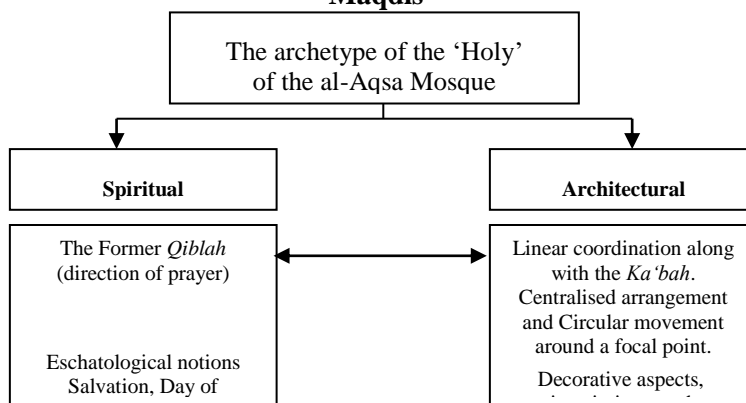 Maqdis
The archetype of the ‘Holy’
of the al-Aqsa Mosque
Spiritual
Architectural
The Former Qiblah
(direction of prayer)
Eschatological notions
Salvation, Day of
Linear coordination along
with the Ka‘bah.
Centralised arrangement
and Circular movement
around a focal point.
Decorative aspects,